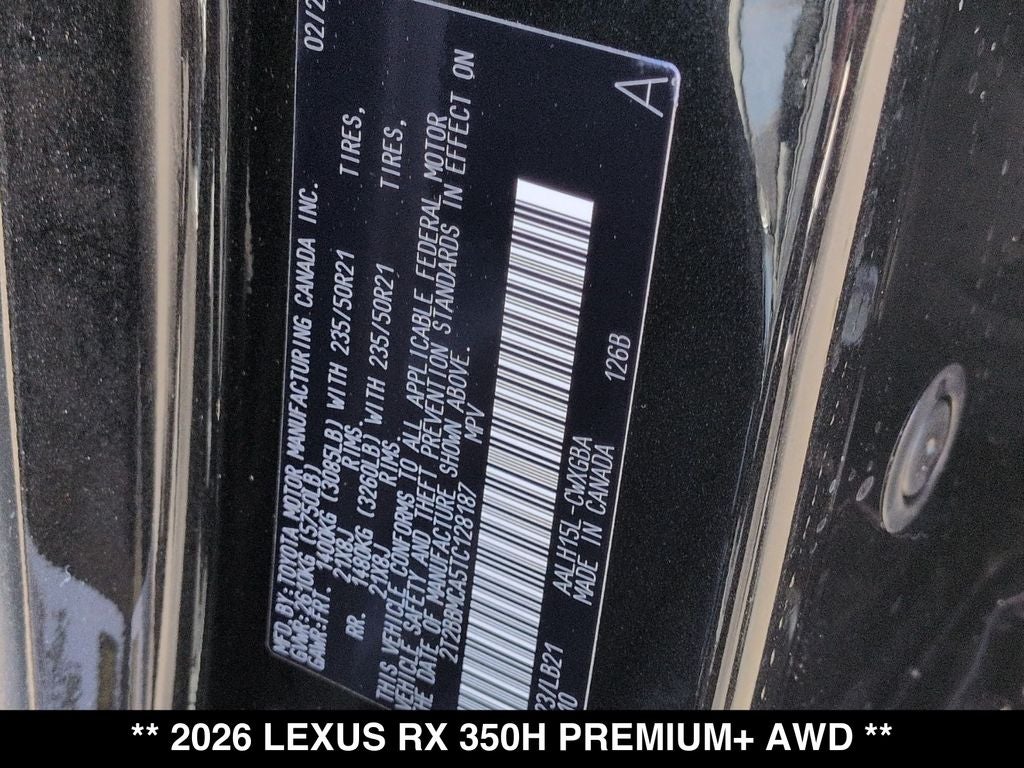 MFD. BY: TOYOTA MOTOR MANUFACTURING CANADA INC. 02/2
GVWR: 2610KG (5750LB)
GAWR: FRT. 1400KG (3085LB) WITH 235/50R21 TIRES,
21X8J RIMS.
RR. 1480KG (3260LB) WITH 235/50R21 TIRES,
21X8J RIMS.
THIS VEHICLE CONFORMS TO ALL APPLICABLE FEDERAL MOTOR
VEHICLE SAFETY AND THEFT PREVENTION STANDARDS IN EFFECT ON
THE DATE OF MANUFACTURE SHOWN ABOVE.
2T2BBMCA5TC128187 MPV
C31/LB21 AALH15L-CWXGBA 126B
MADE IN CANADA
A
** 2026 LEXUS RX 350H PREMIUM+ AWD **